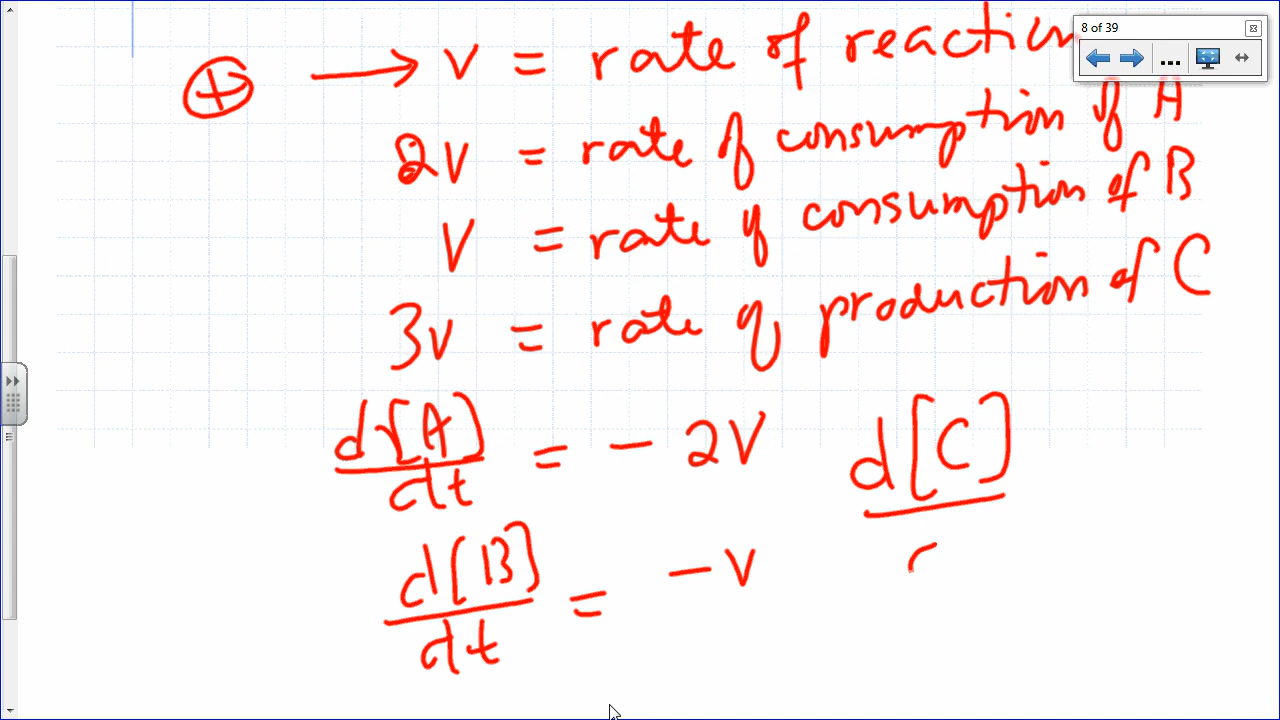 8 of 39
⊕ → v = rate of reaction
2v = rate of consumption of A
v = rate of consumption of B
3v = rate of production of C
d[A]/dt = - 2v
d[C]
d[B]/dt = - v